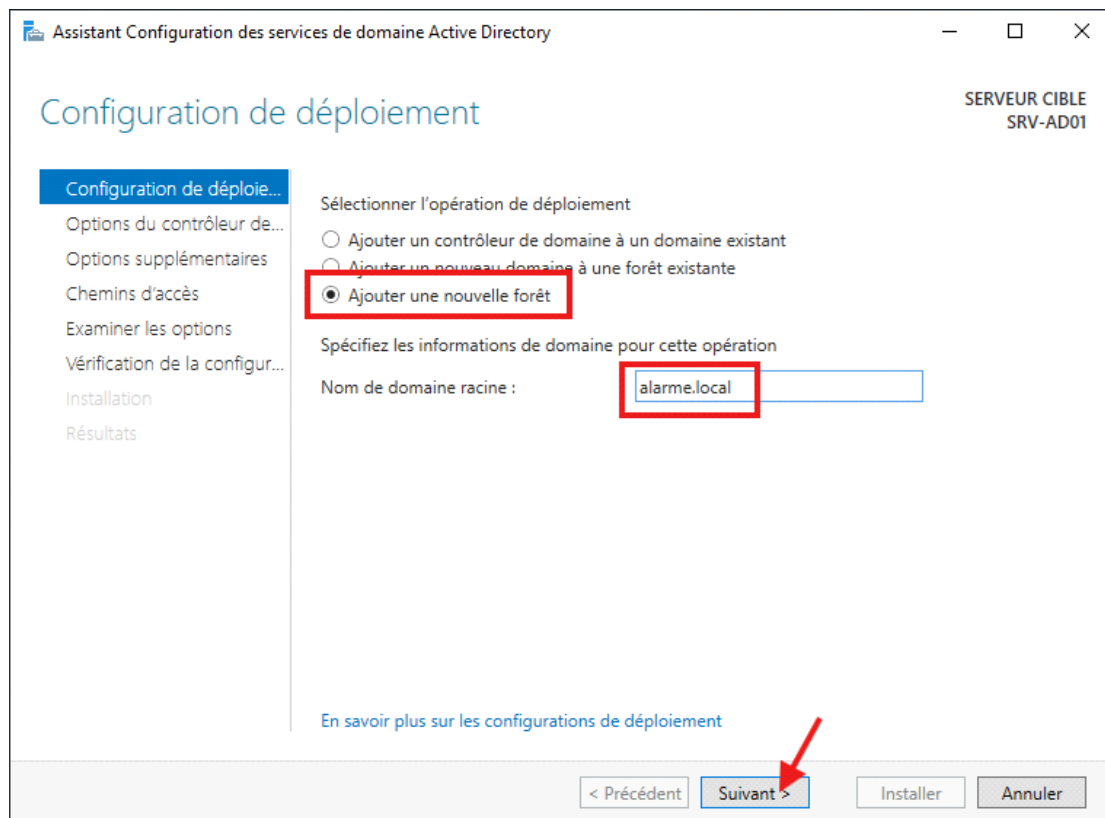 Assistant Configuration des services de domaine Active Directory
Configuration de déploiement
SERVEUR CIBLE
SRV-AD01
Configuration de déploie...
Options du contrôleur de...
Options supplémentaires
Chemins d'accès
Examiner les options
Vérification de la configur...
Installation
Résultats
Sélectionner l'opération de déploiement
Ajouter un contrôleur de domaine à un domaine existant
Ajouter un nouveau domaine à une forêt existante
Ajouter une nouvelle forêt
Spécifiez les informations de domaine pour cette opération
Nom de domaine racine :
alarme.local
En savoir plus sur les configurations de déploiement
< Précédent
Suivant >
Installer
Annuler